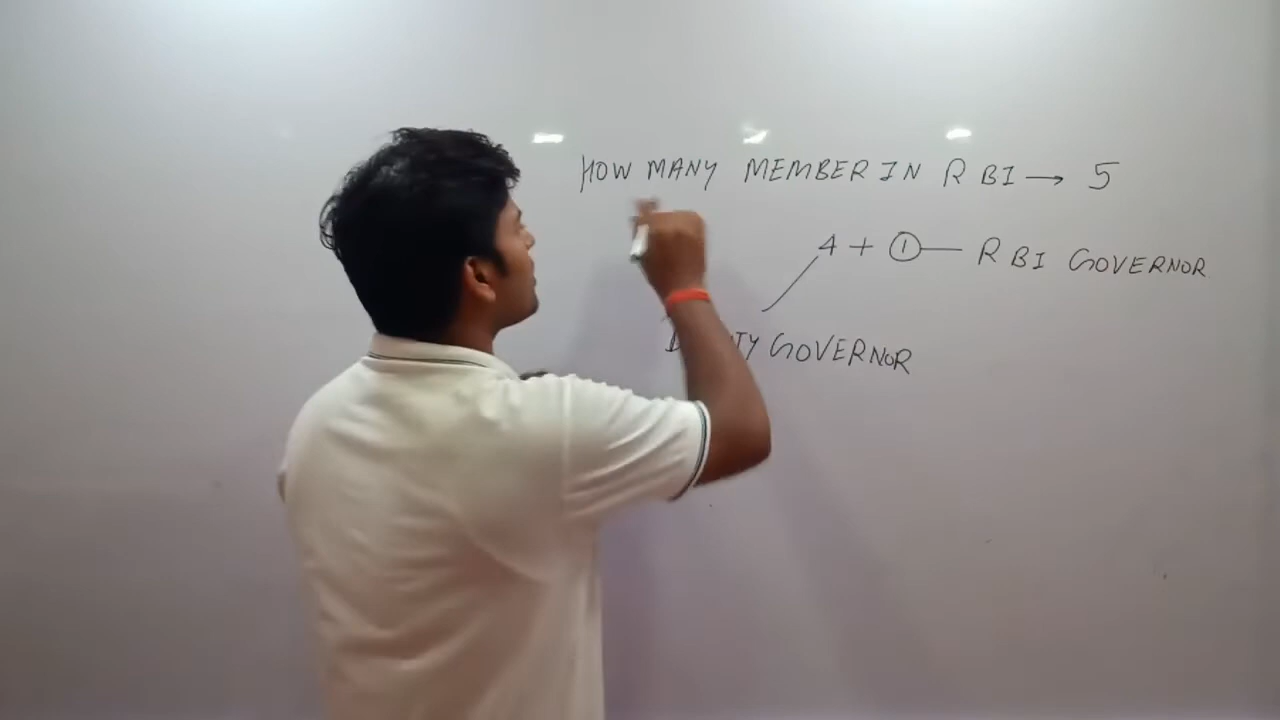 HOW MANY MEMBER IN RBI → 5
4 + 1 — RBI GOVERNOR
GOVERNOR